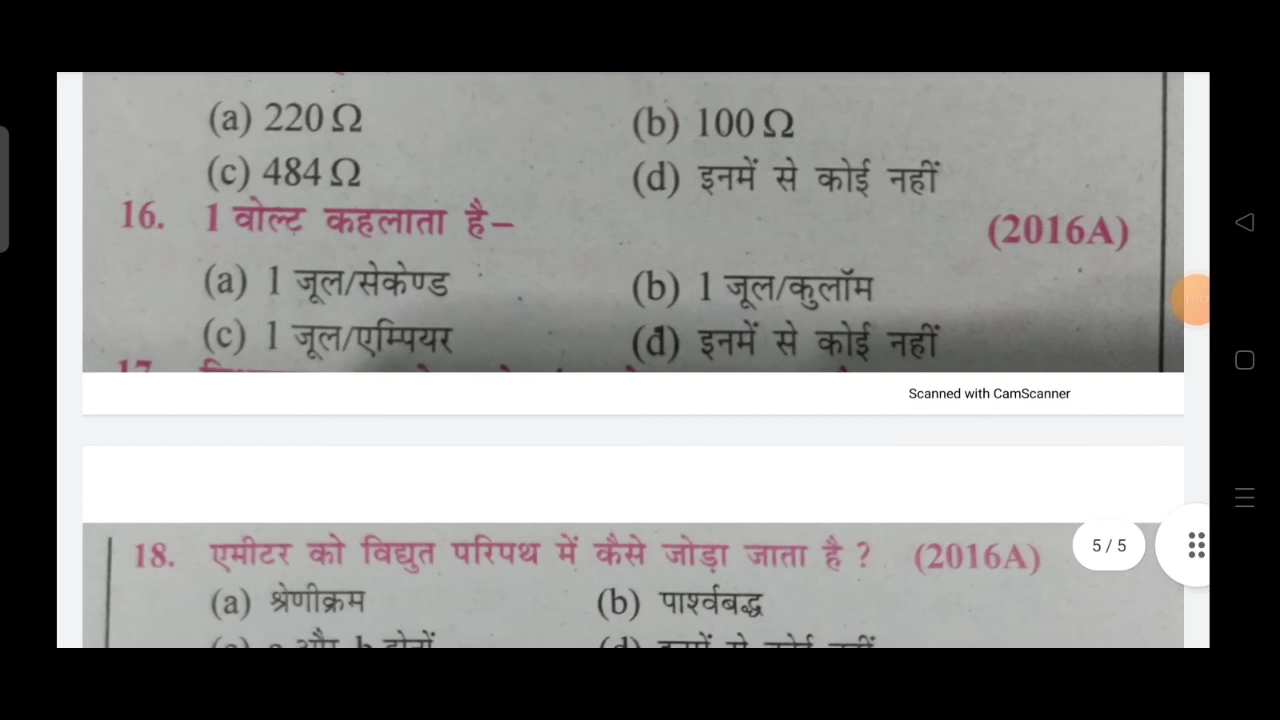 (a) 220 Ω (b) 100 Ω
(c) 484 Ω (d) इनमें से कोई नहीं
16. 1 वोल्ट कहलाता है– (2016A)
(a) 1 जूल/सेकेण्ड (b) 1 जूल/कुलॉम
(c) 1 जूल/एम्पियर (d) इनमें से कोई नहीं
Scanned with CamScanner
18. एमीटर को विद्युत परिपथ में कैसे जोड़ा जाता है ? (2016A)
5 / 5
(a) श्रेणीक्रम (b) पार्श्वबद्ध